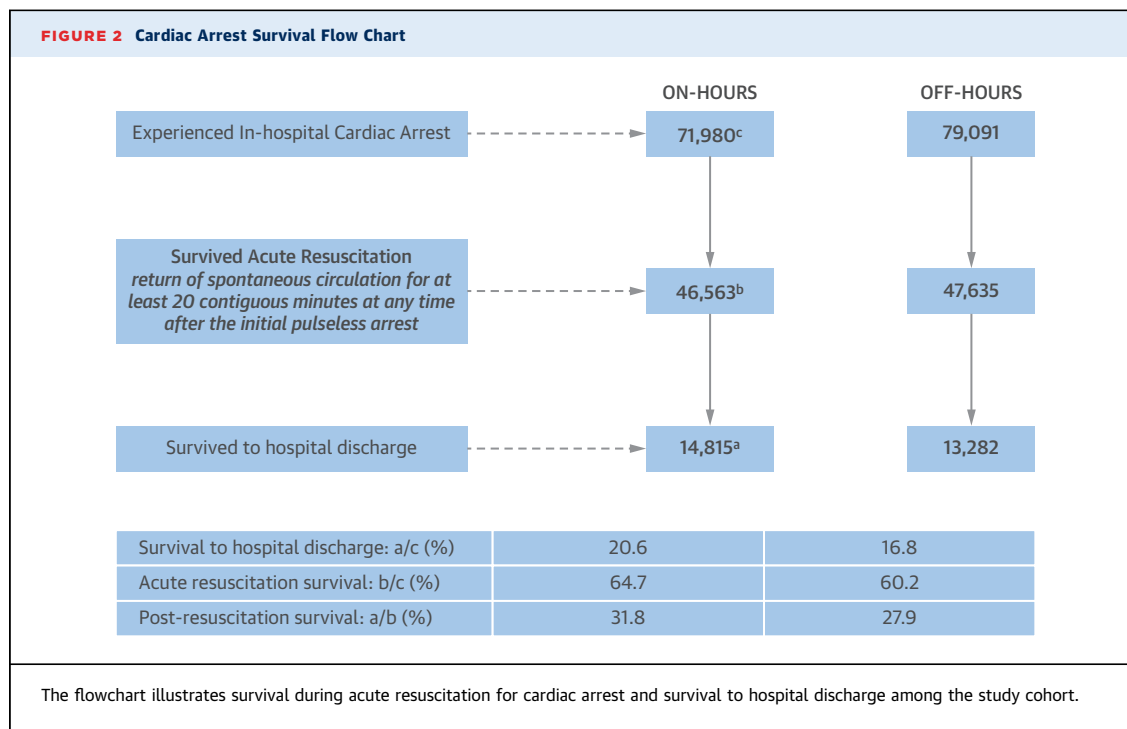 FIGURE 2 Cardiac Arrest Survival Flow Chart
ON-HOURS OFF-HOURS
Experienced In-hospital Cardiac Arrest 71,980ᶜ 79,091
Survived Acute Resuscitation
return of spontaneous circulation for at
least 20 contiguous minutes at any time
after the initial pulseless arrest
46,563ᵇ 47,635
Survived to hospital discharge 14,815ᵃ 13,282
Survival to hospital discharge: a/c (%) 20.6 16.8
Acute resuscitation survival: b/c (%) 64.7 60.2
Post-resuscitation survival: a/b (%) 31.8 27.9
The flowchart illustrates survival during acute resuscitation for cardiac arrest and survival to hospital discharge among the study cohort.